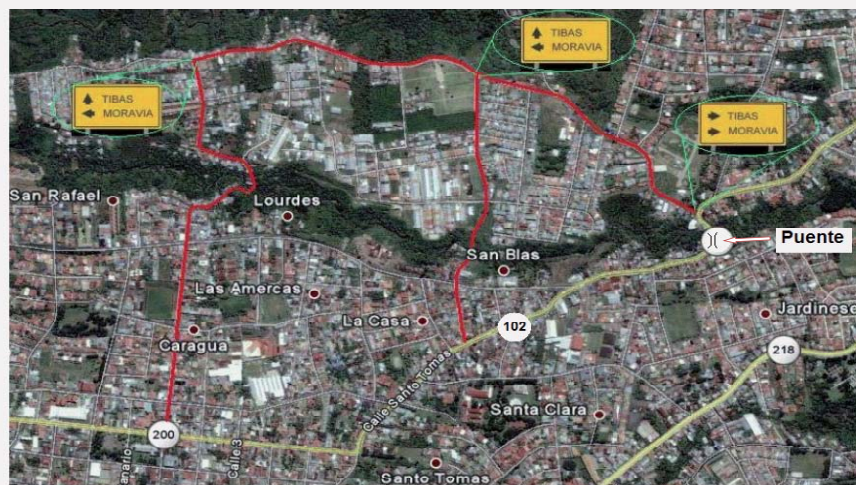 TIBAS
MORAVIA
TIBAS
MORAVIA
TIBAS
MORAVIA
San Rafael
Lourdes
Puente
San Blas
Las Amercas
La Casa
Jardinese
Caragua
102
218
Calle Santo Tomas
Santa Clara
200
Calle 3
Santo Tomas